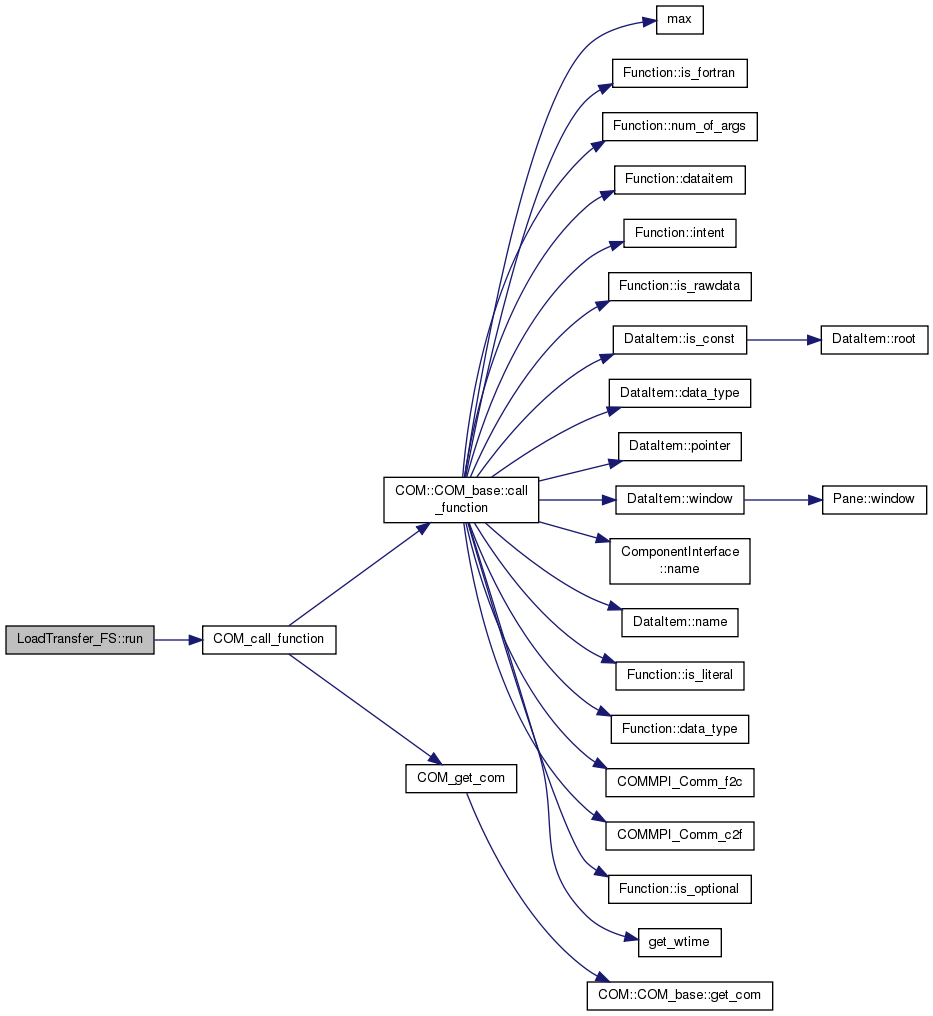 max
Function::is_fortran
Function::num_of_args
Function::dataitem
Function::intent
Function::is_rawdata
DataItem::is_const
DataItem::root
DataItem::data_type
DataItem::pointer
COM::COM_base::call
_function
DataItem::window
Pane::window
ComponentInterface
::name
DataItem::name
LoadTransfer_FS::run
COM_call_function
Function::is_literal
Function::data_type
COM_get_com
COMMPI_Comm_f2c
COMMPI_Comm_c2f
Function::is_optional
get_wtime
COM::COM_base::get_com